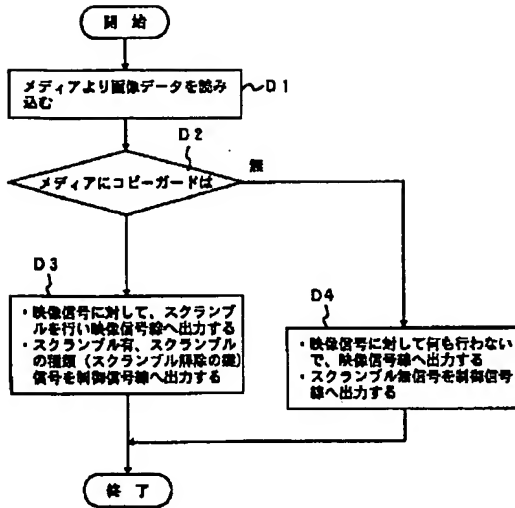 開 始
メディアより画像データを読み
込む
D1
D2
メディアにコピーガードは
無
D3
・映像信号に対して、スクランブ
ルを行い映像信号線へ出力する
・スクランブル有、スクランブル
の種類（スクランブル解除の鍵）
信号を制御信号線へ出力する
D4
・映像信号に対して何も行わない
で、映像信号線へ出力する
・スクランブル無信号を制御信号
線へ出力する
終 了